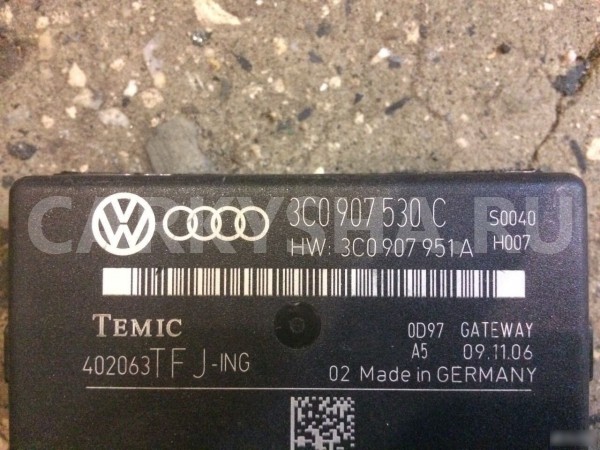 3C0 907 530 C S0040
HW: 3C0 907 951 A H007
CARKYSHA.RU
TEMIC 0D97 GATEWAY
402063TFJ-ING A5 09.11.06
02 Made in GERMANY